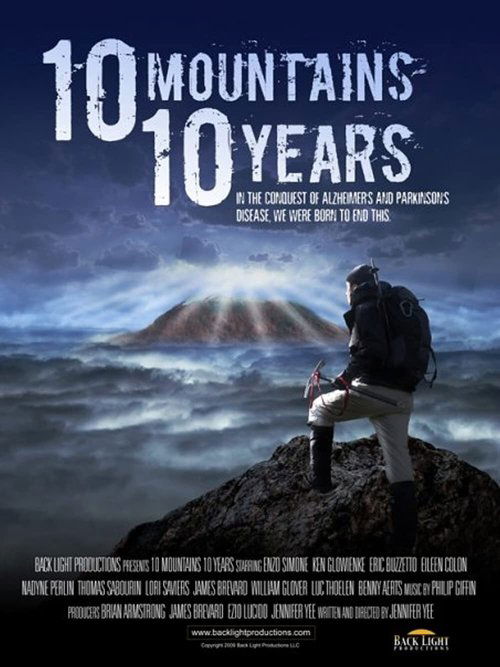 10 MOUNTAINS
10 YEARS
IN THE CONQUEST OF ALZHEIMER'S AND PARKINSON'S
DISEASE, WE WERE BORN TO END THIS.
BACK LIGHT PRODUCTIONS PRESENTS 10 MOUNTAINS 10 YEARS STARRING ENZO SIMONE KEN GLOWIENKE ERIC BUZZETTO EILEEN COLON
NADYNE PERLIN THOMAS SABOURIN LORI SAVIERS JAMES BREVARD WILLIAM GLOVER LUC THOELEN BENNY AERTS MUSIC BY PHILIP GIFFIN
PRODUCERS BRIAN ARMSTRONG JAMES BREVARD EZIO LUCIDO JENNIFER YEE WRITTEN AND DIRECTED BY JENNIFER YEE
www.backlightproductions.com
Copyright 2009 Back Light Productions LLC
BACK LIGHT
PRODUCTIONS